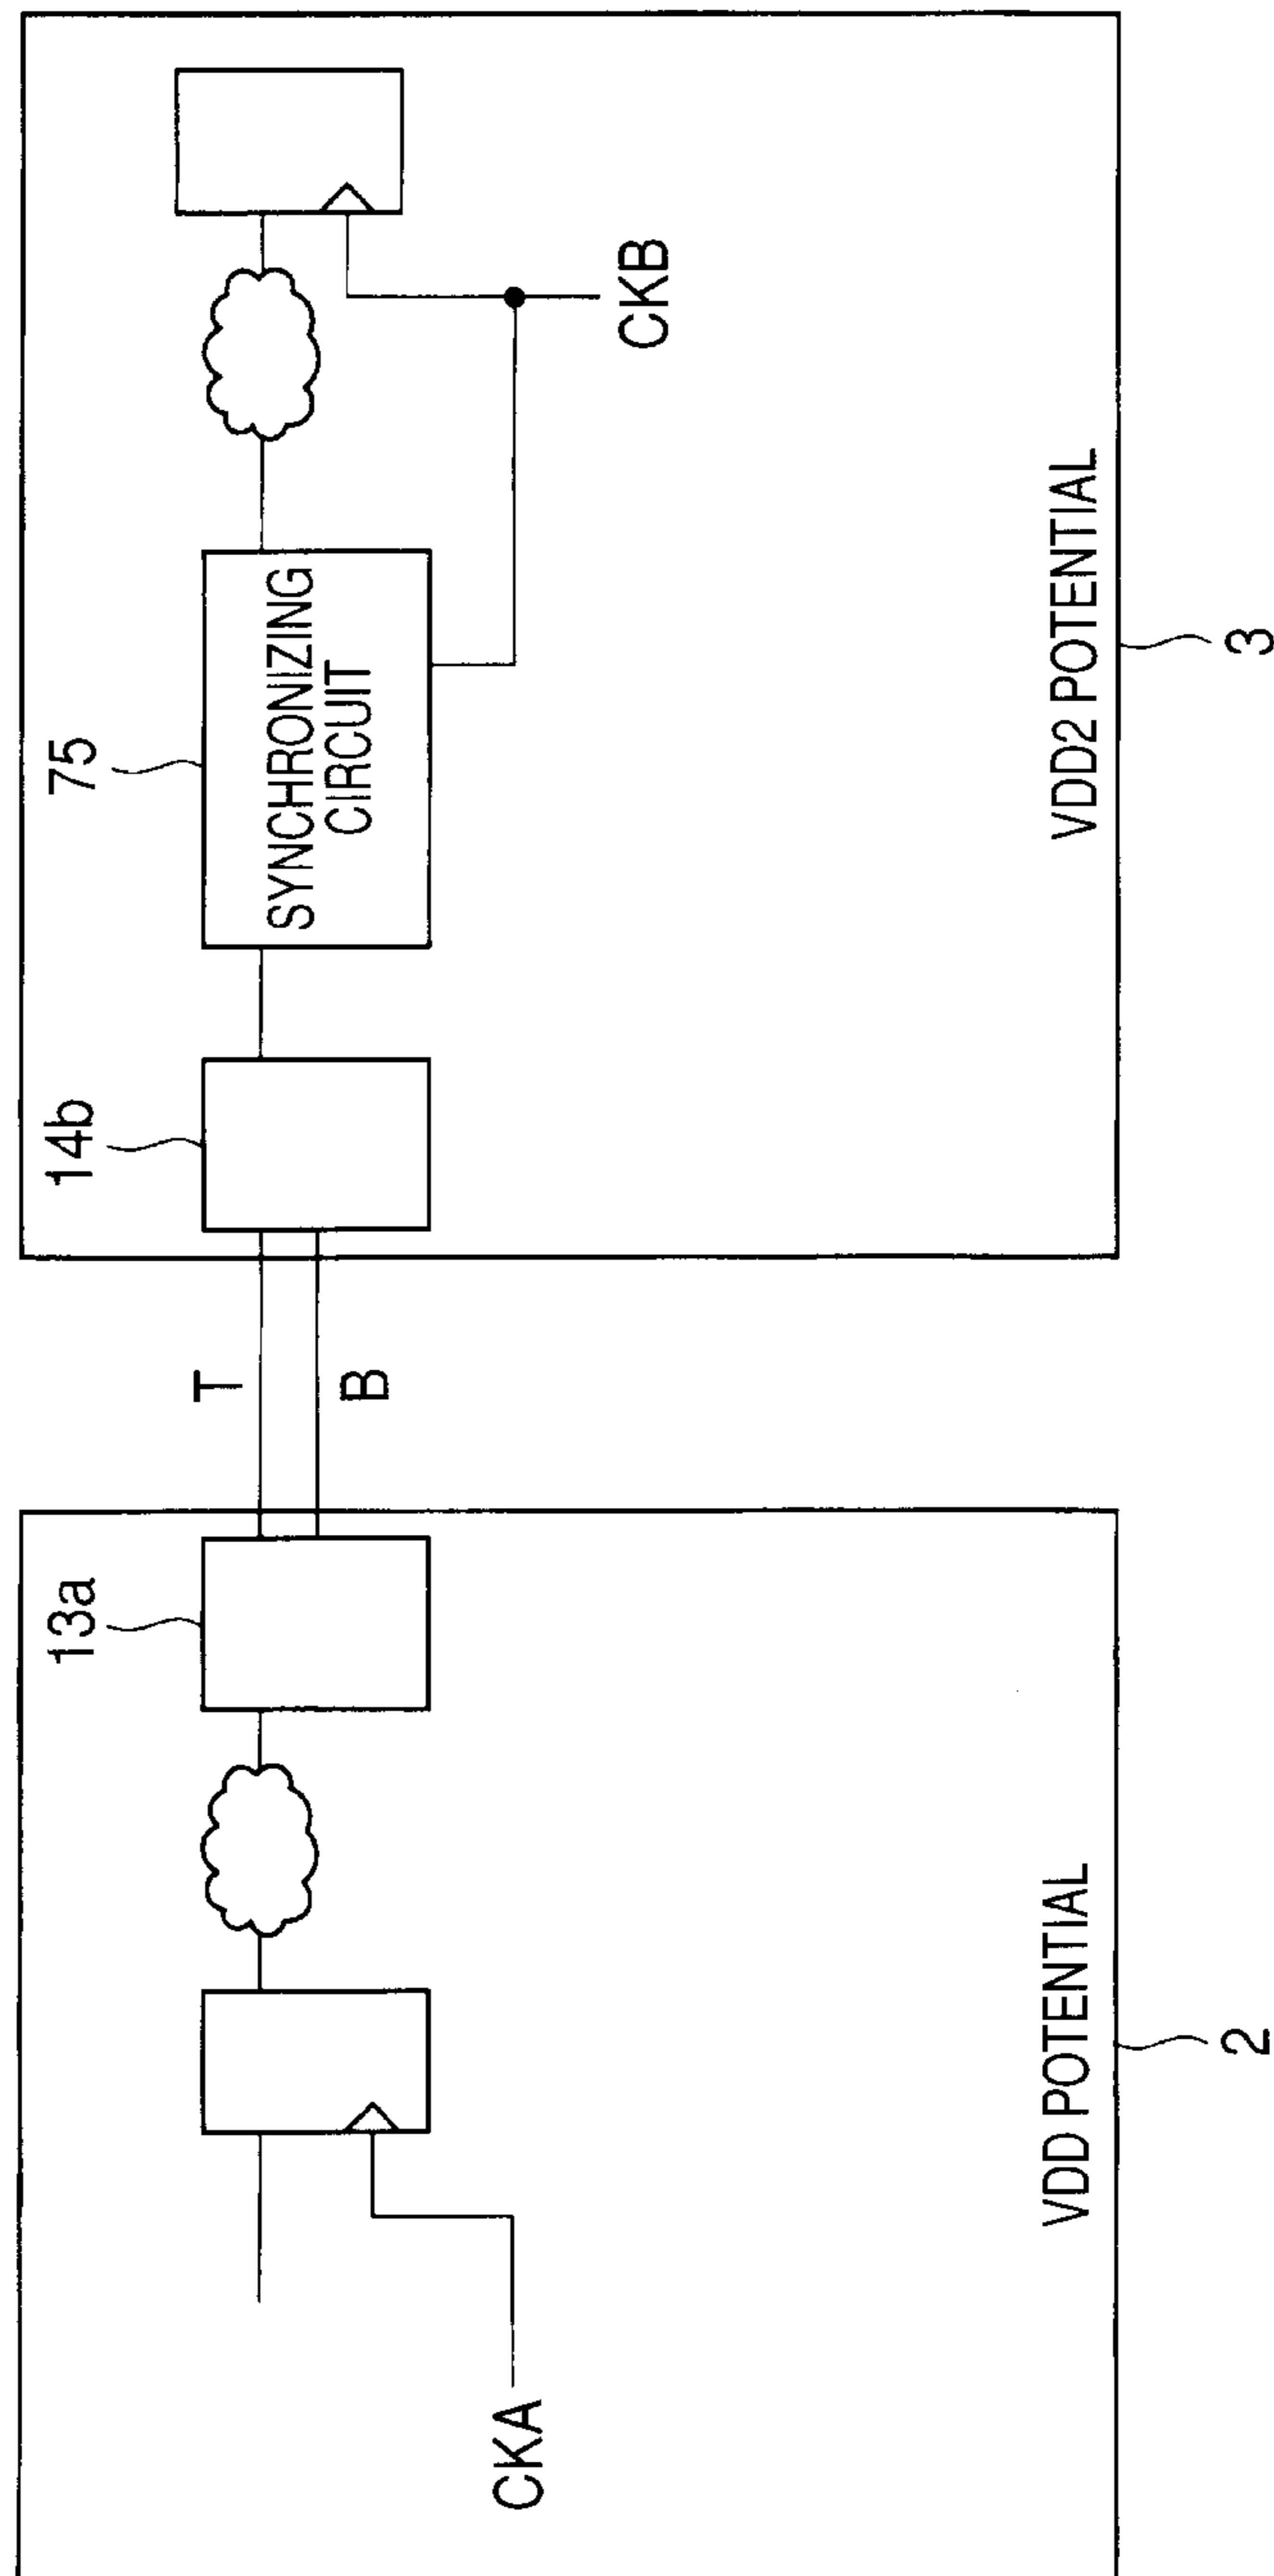 13a
T
B
14b
75
SYNCHRONIZING
CIRCUIT
CKA
CKB
VDD POTENTIAL
VDD2 POTENTIAL
2
3